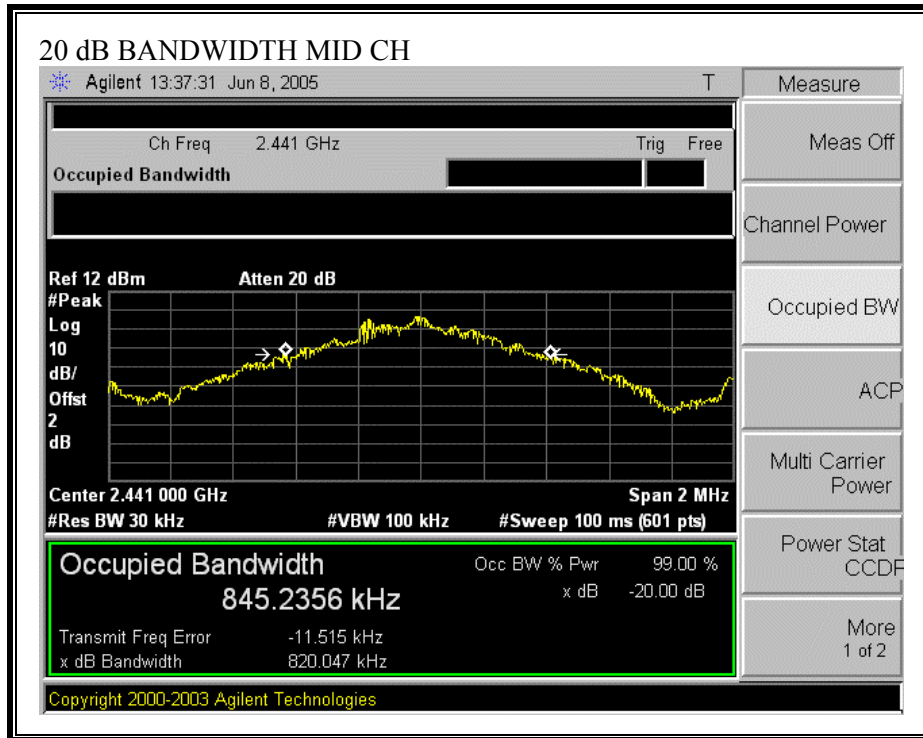 20 dB BANDWIDTH MID CH
Agilent 13:37:31 Jun 8, 2005 T
Measure
Ch Freq 2.441 GHz Trig Free
Occupied Bandwidth
Meas Off
Channel Power
Occupied BW
ACP
Multi Carrier
Power
Power Stat
CCDF
More
1 of 2
Ref 12 dBm Atten 20 dB
#Peak
Log
10
dB/
Offst
2
dB
Center 2.441 000 GHz Span 2 MHz
#Res BW 30 kHz #VBW 100 kHz #Sweep 100 ms (601 pts)
Occupied Bandwidth
845.2356 kHz
Occ BW % Pwr 99.00 %
x dB -20.00 dB
Transmit Freq Error -11.515 kHz
x dB Bandwidth 820.047 kHz
Copyright 2000-2003 Agilent Technologies